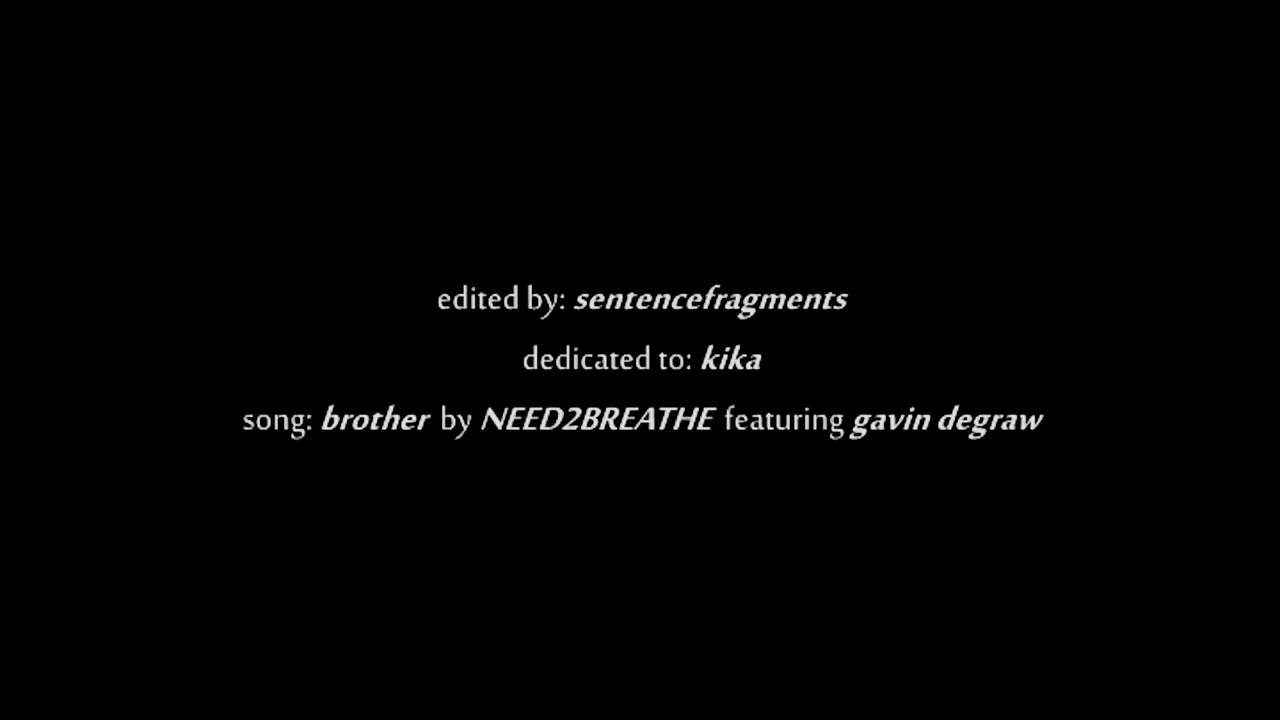 edited by: sentencefragments
dedicated to: kika
song: brother by NEED2BREATHE featuring gavin degraw